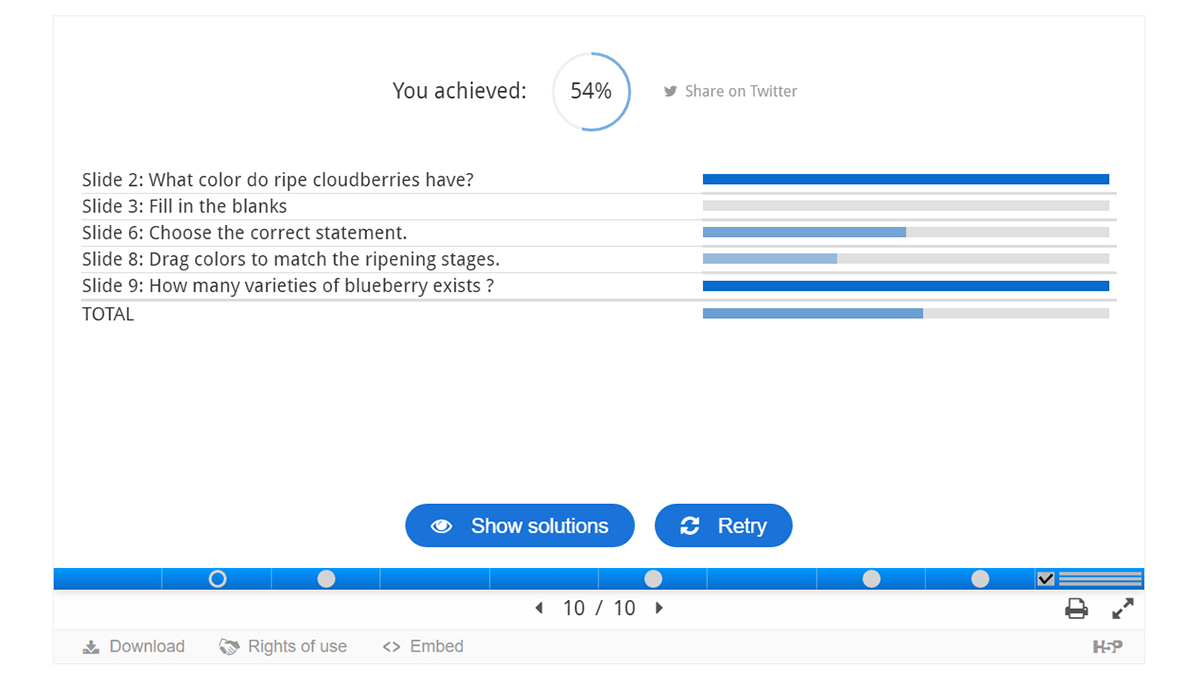 You achieved: 54% Share on Twitter
Slide 2: What color do ripe cloudberries have?
Slide 3: Fill in the blanks
Slide 6: Choose the correct statement.
Slide 8: Drag colors to match the ripening stages.
Slide 9: How many varieties of blueberry exists ?
TOTAL
Show solutions Retry
10 / 10
Download Rights of use <> Embed H5P